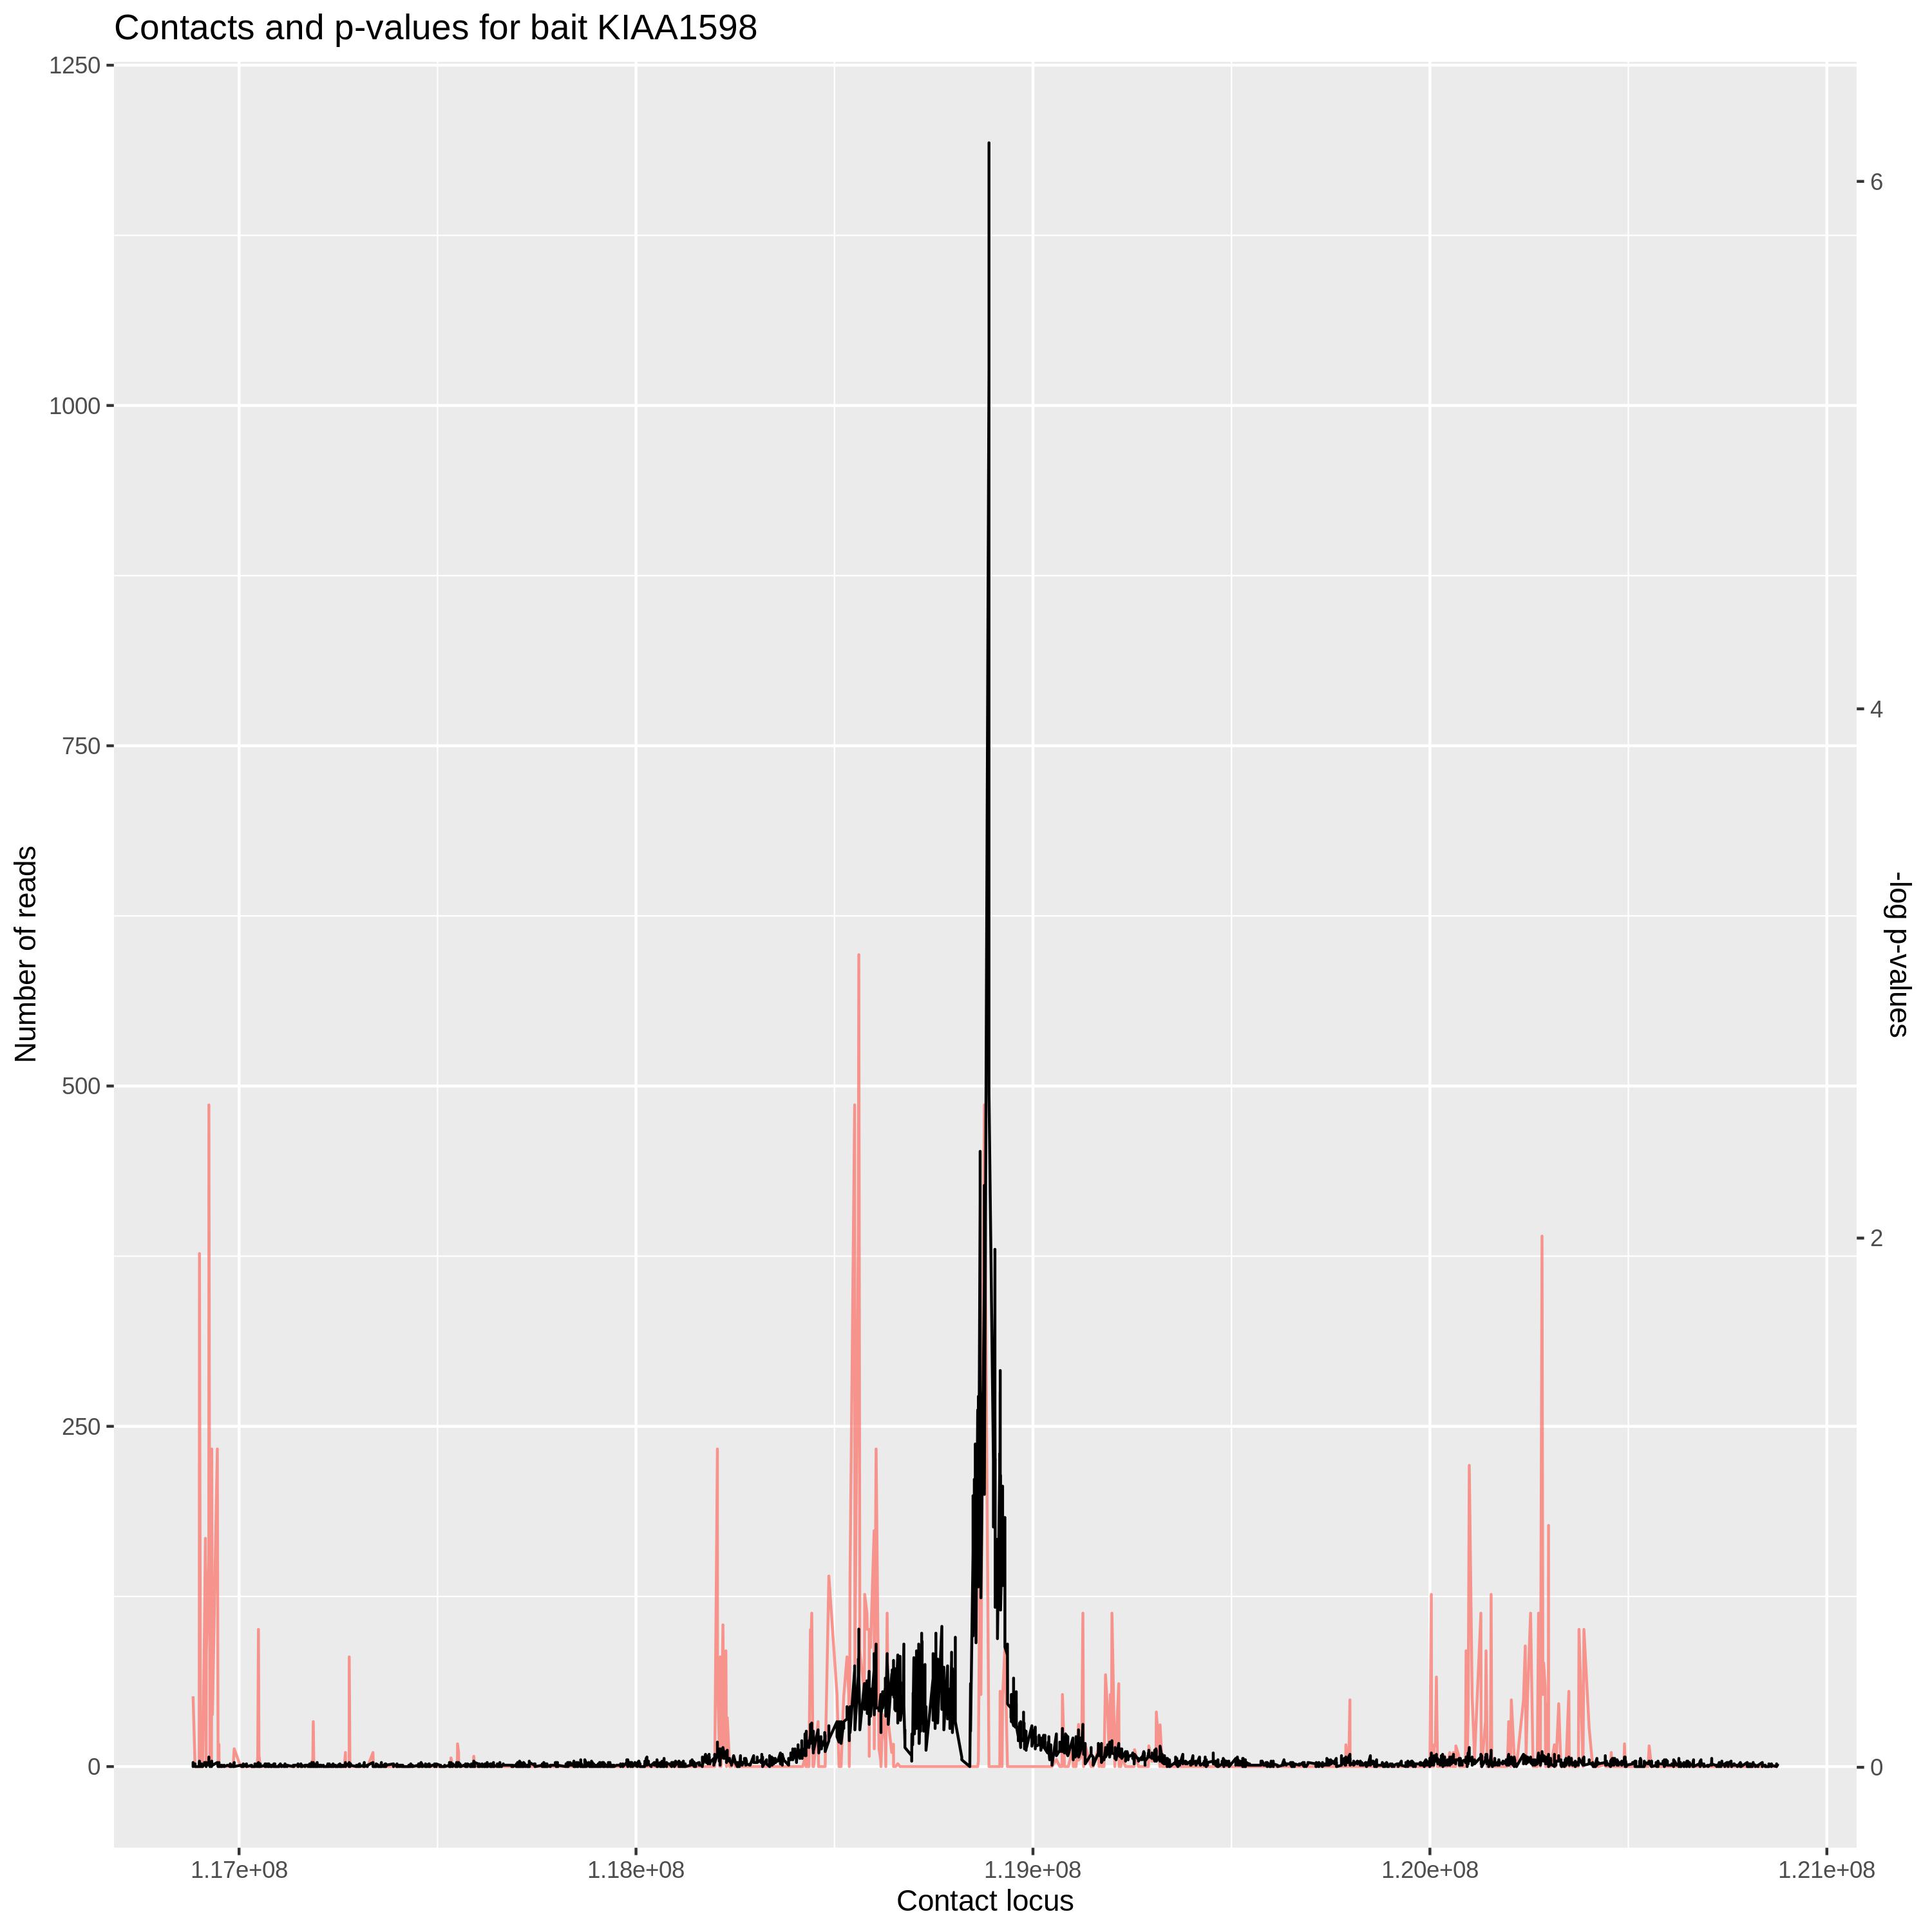 Contacts and p-values for bait KIAA1598
1250
1000
750
500
250
0
Number of reads
6
4
2
0
-log p-values
1.17e+08
1.18e+08
1.19e+08
1.20e+08
1.21e+08
Contact locus